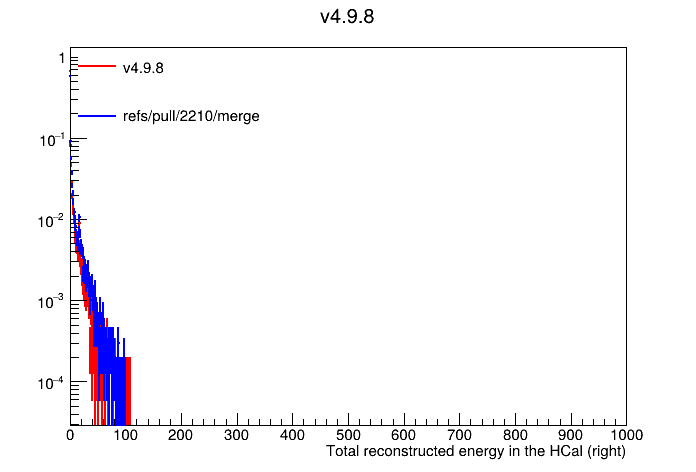 v4.9.8
1
v4.9.8
refs/pull/2210/merge
10⁻¹
10⁻²
10⁻³
10⁻⁴
0 100 200 300 400 500 600 700 800 900 1000
Total reconstructed energy in the HCal (right)